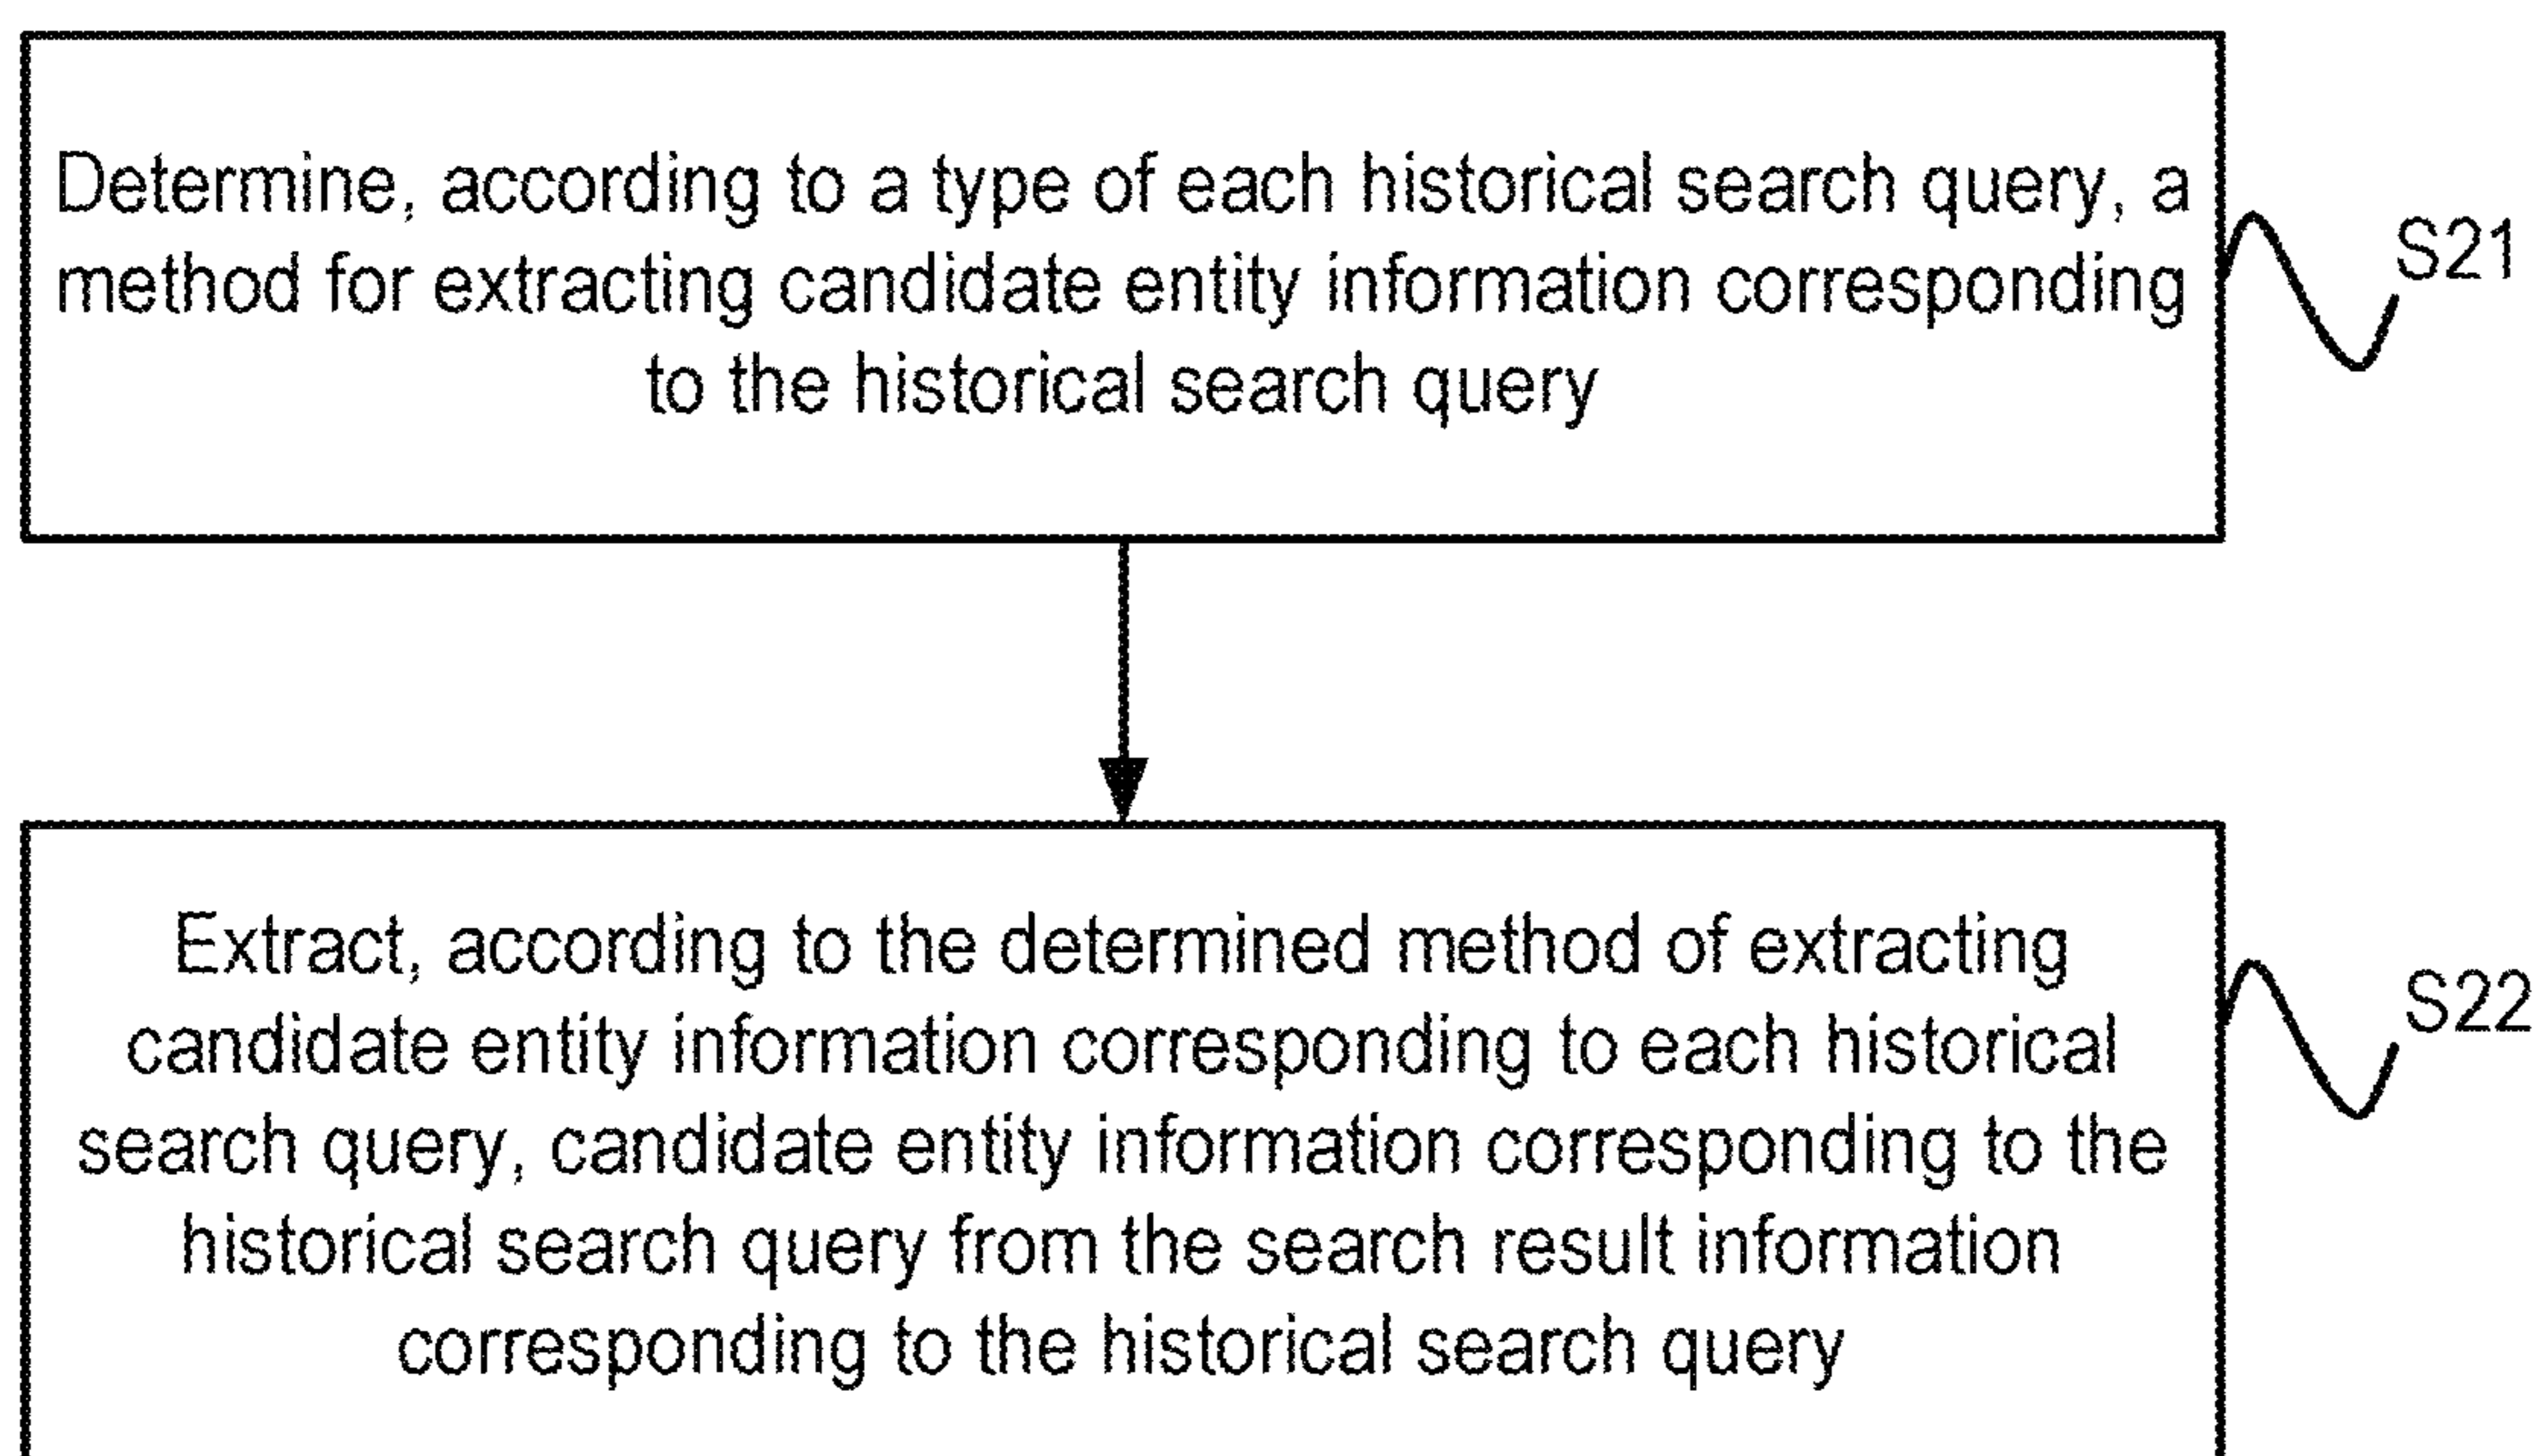 Determine, according to a type of each historical search query, a
method for extracting candidate entity information corresponding
to the historical search query
S21
Extract, according to the determined method of extracting
candidate entity information corresponding to each historical
search query, candidate entity information corresponding to the
historical search query from the search result information
corresponding to the historical search query
S22